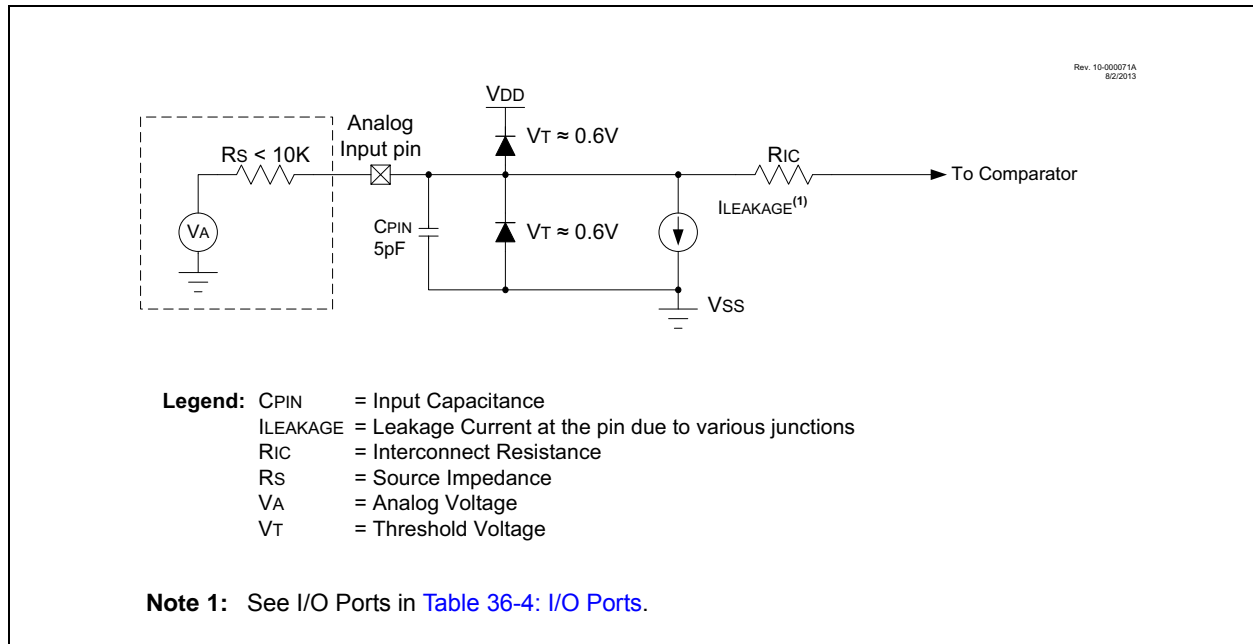 Rev. 10-000071A
8/2/2013
VDD
Analog
Input pin
VT ≈ 0.6V
RS < 10K
RIC
To Comparator
ILEAKAGE(1)
VA
CPIN
5pF
VT ≈ 0.6V
VSS
Legend: CPIN = Input Capacitance
ILEAKAGE = Leakage Current at the pin due to various junctions
RIC = Interconnect Resistance
RS = Source Impedance
VA = Analog Voltage
VT = Threshold Voltage
Note 1: See I/O Ports in Table 36-4: I/O Ports.